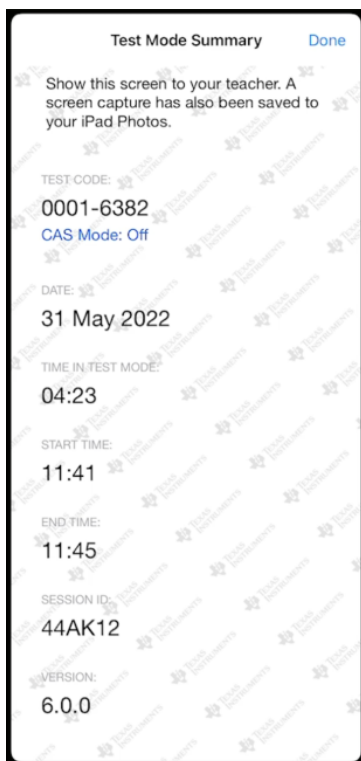 Test Mode Summary Done
Show this screen to your teacher. A
screen capture has also been saved to
your iPad Photos.
TEST CODE:
0001-6382
CAS Mode: Off
DATE:
31 May 2022
TIME IN TEST MODE:
04:23
START TIME:
11:41
END TIME:
11:45
SESSION ID:
44AK12
VERSION:
6.0.0
TEXAS INSTRUMENTS